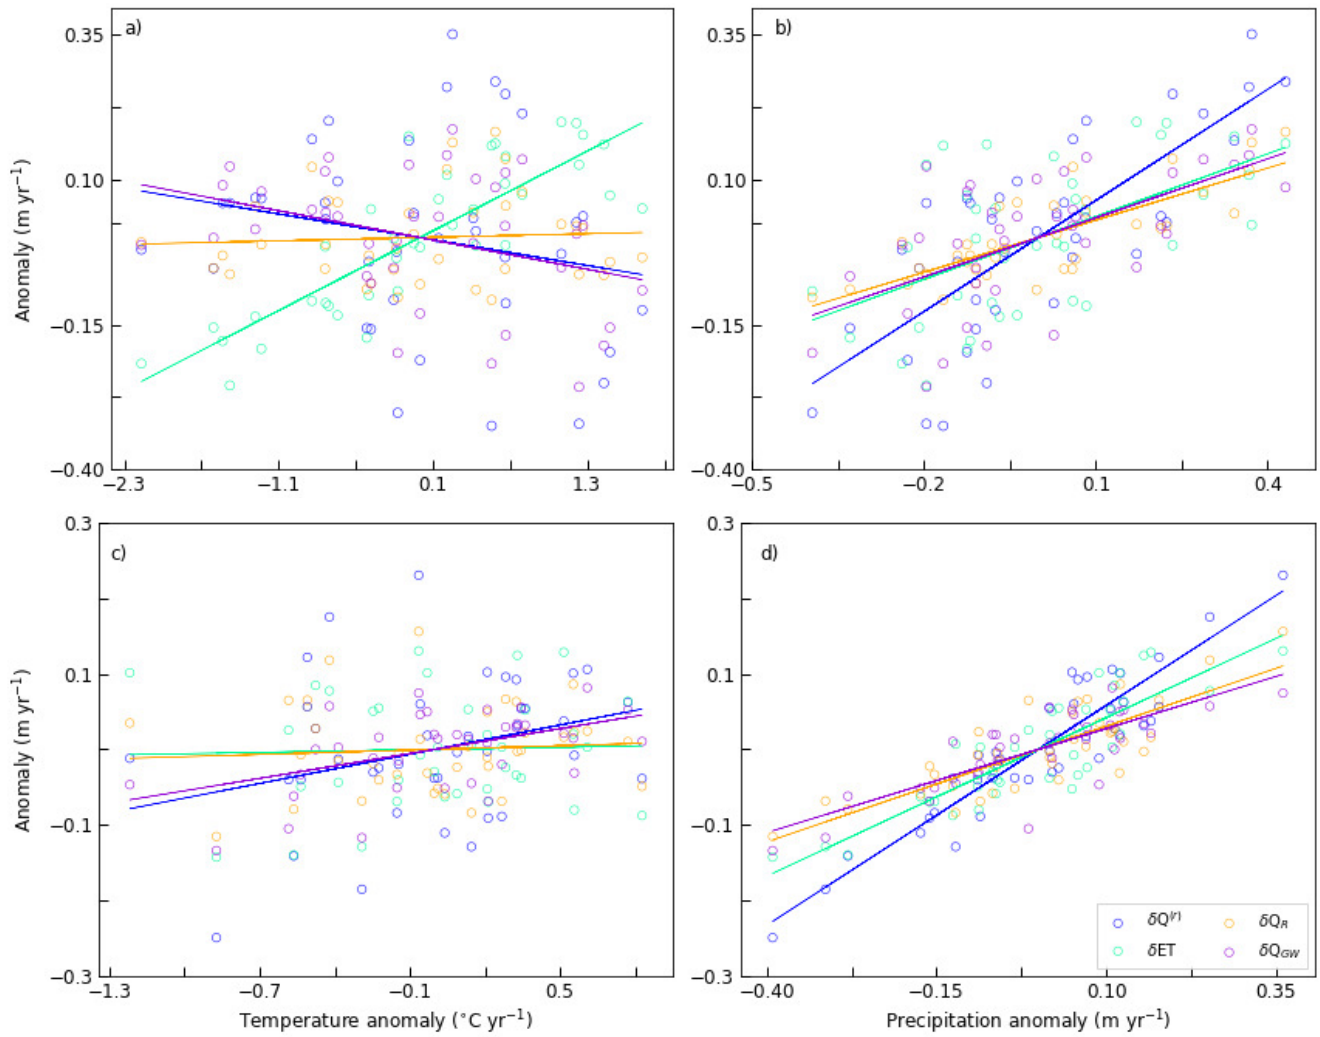 a)
0.35
0.10
−0.15
−0.40
Anomaly (m yr⁻¹)
−2.3 −1.1 0.1 1.3
b)
0.35
0.10
−0.15
−0.40
−0.5 −0.2 0.1 0.4
c)
0.3
0.1
−0.1
−0.3
Anomaly (m yr⁻¹)
−1.3 −0.7 −0.1 0.5
Temperature anomaly (°C yr⁻¹)
d)
0.3
0.1
−0.1
−0.3
δQ⁽ʳ⁾ δQ_R
δET δQ_GW
−0.40 −0.15 0.10 0.35
Precipitation anomaly (m yr⁻¹)